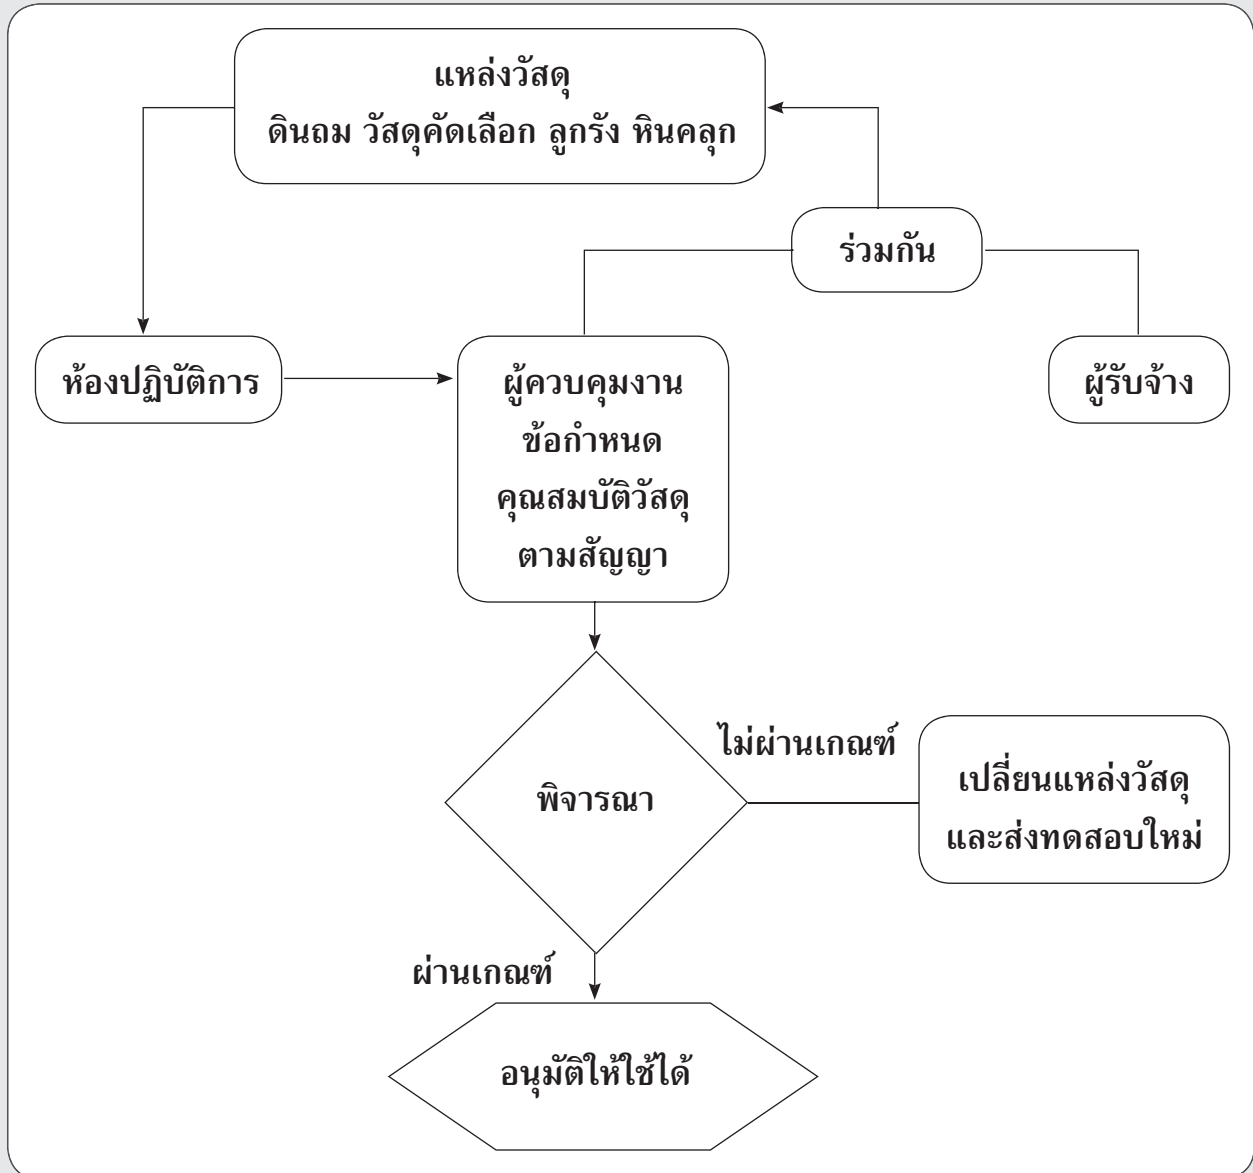 แหล่งวัสดุ
ดินถม วัสดุคัดเลือก ลูกรัง หินคลุก
ร่วมกัน
ห้องปฏิบัติการ
ผู้ควบคุมงาน
ข้อกำหนด
คุณสมบัติวัสดุ
ตามสัญญา
ผู้รับจ้าง
พิจารณา
ไม่ผ่านเกณฑ์
เปลี่ยนแหล่งวัสดุ
และส่งทดสอบใหม่
ผ่านเกณฑ์
อนุมัติให้ใช้ได้